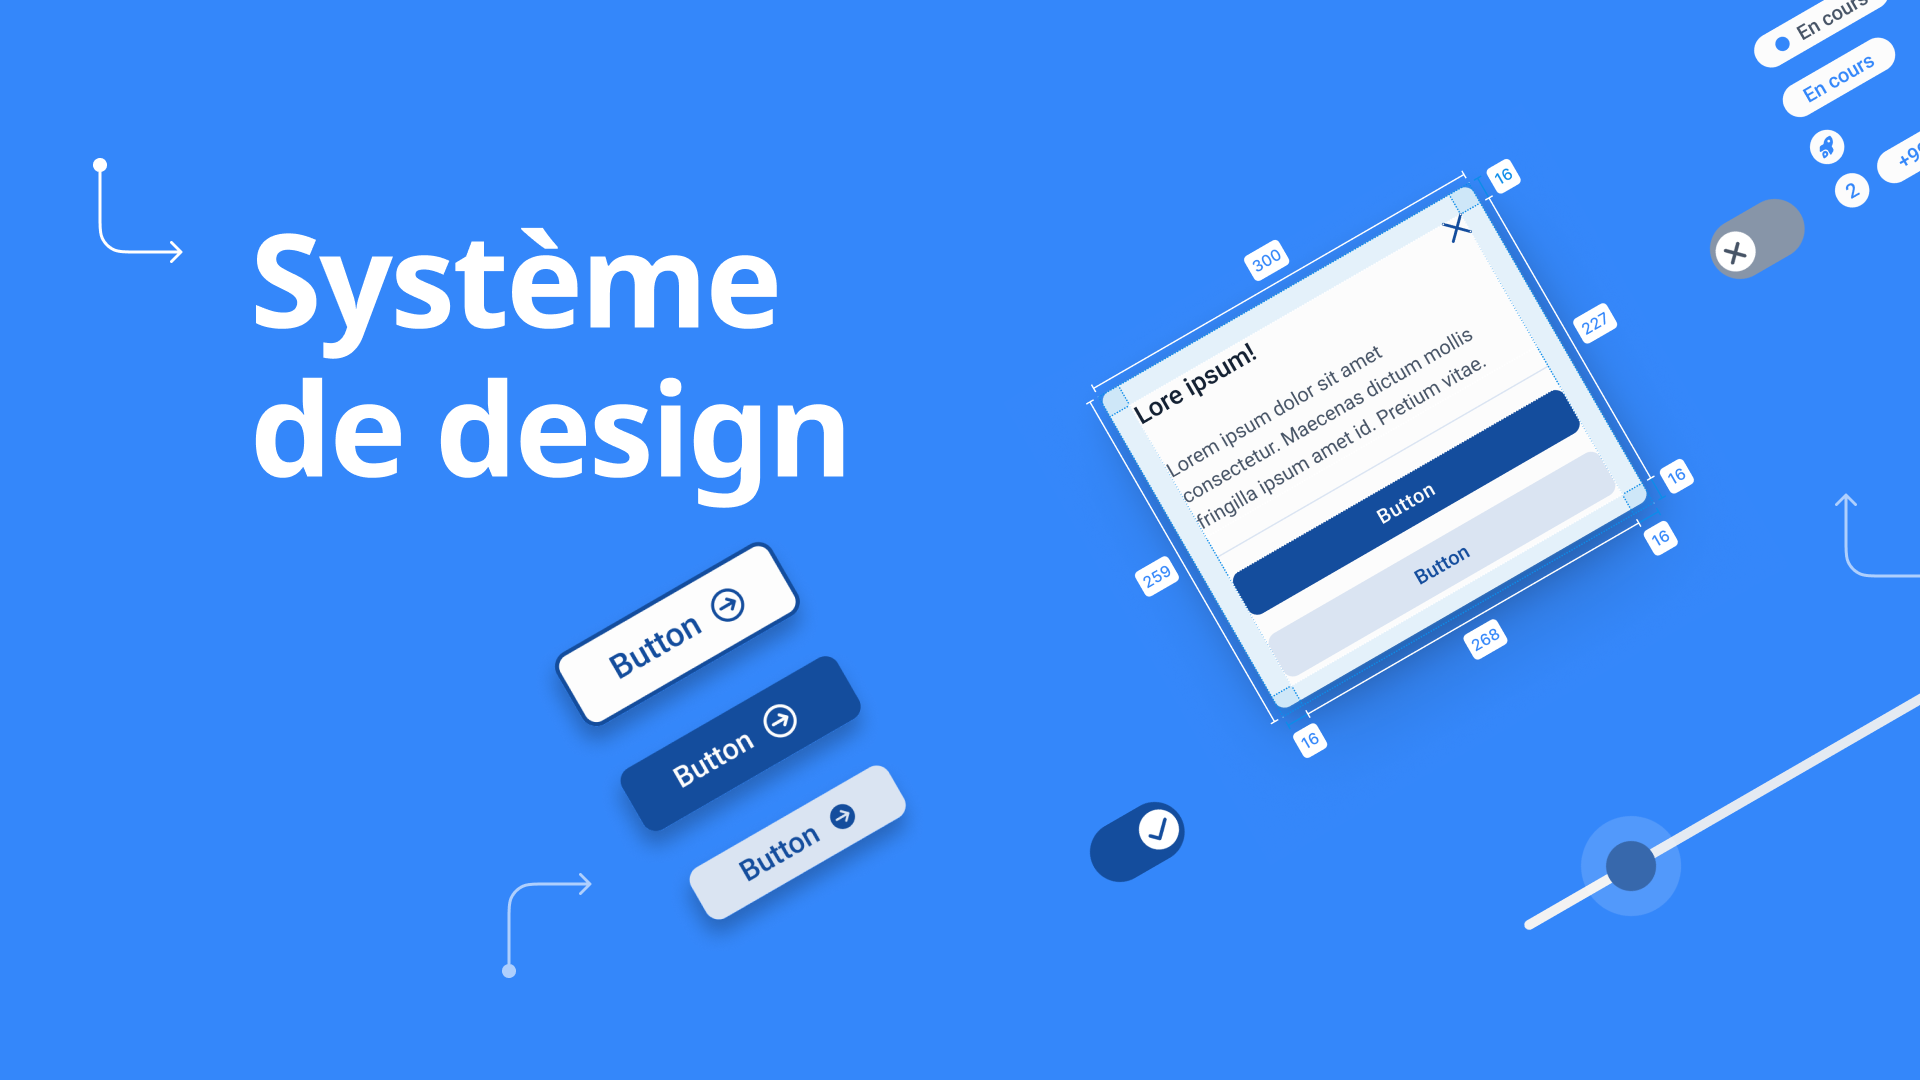 Système
de design
Button
Button
Button
300
16
227
16
16
268
16
259
Lore ipsum!
Lorem ipsum dolor sit amet
consectetur. Maecenas dictum mollis
fringilla ipsum amet id. Pretium vitae.
Button
Button
En cours
En cours
2